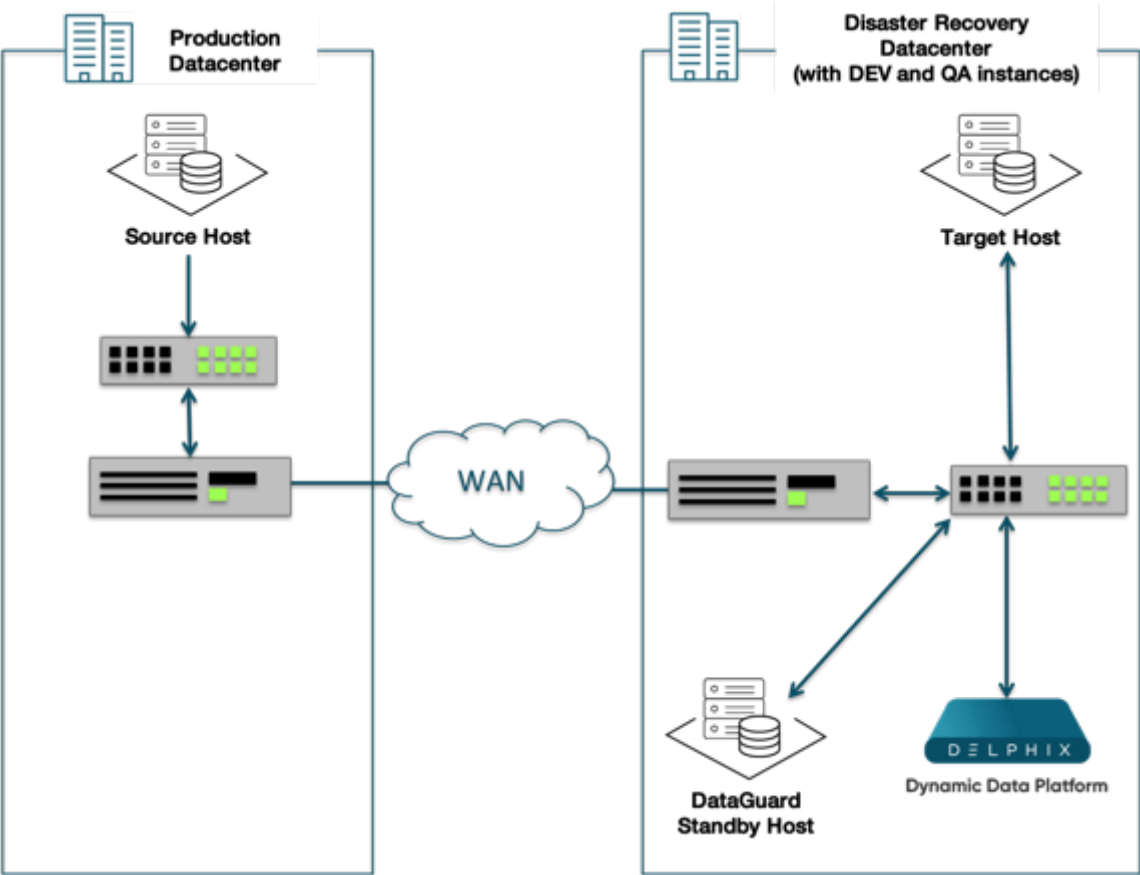 Production
Datacenter
Disaster Recovery
Datacenter
(with DEV and QA instances)
Source Host
Target Host
WAN
DELPHIX
Dynamic Data Platform
DataGuard
Standby Host